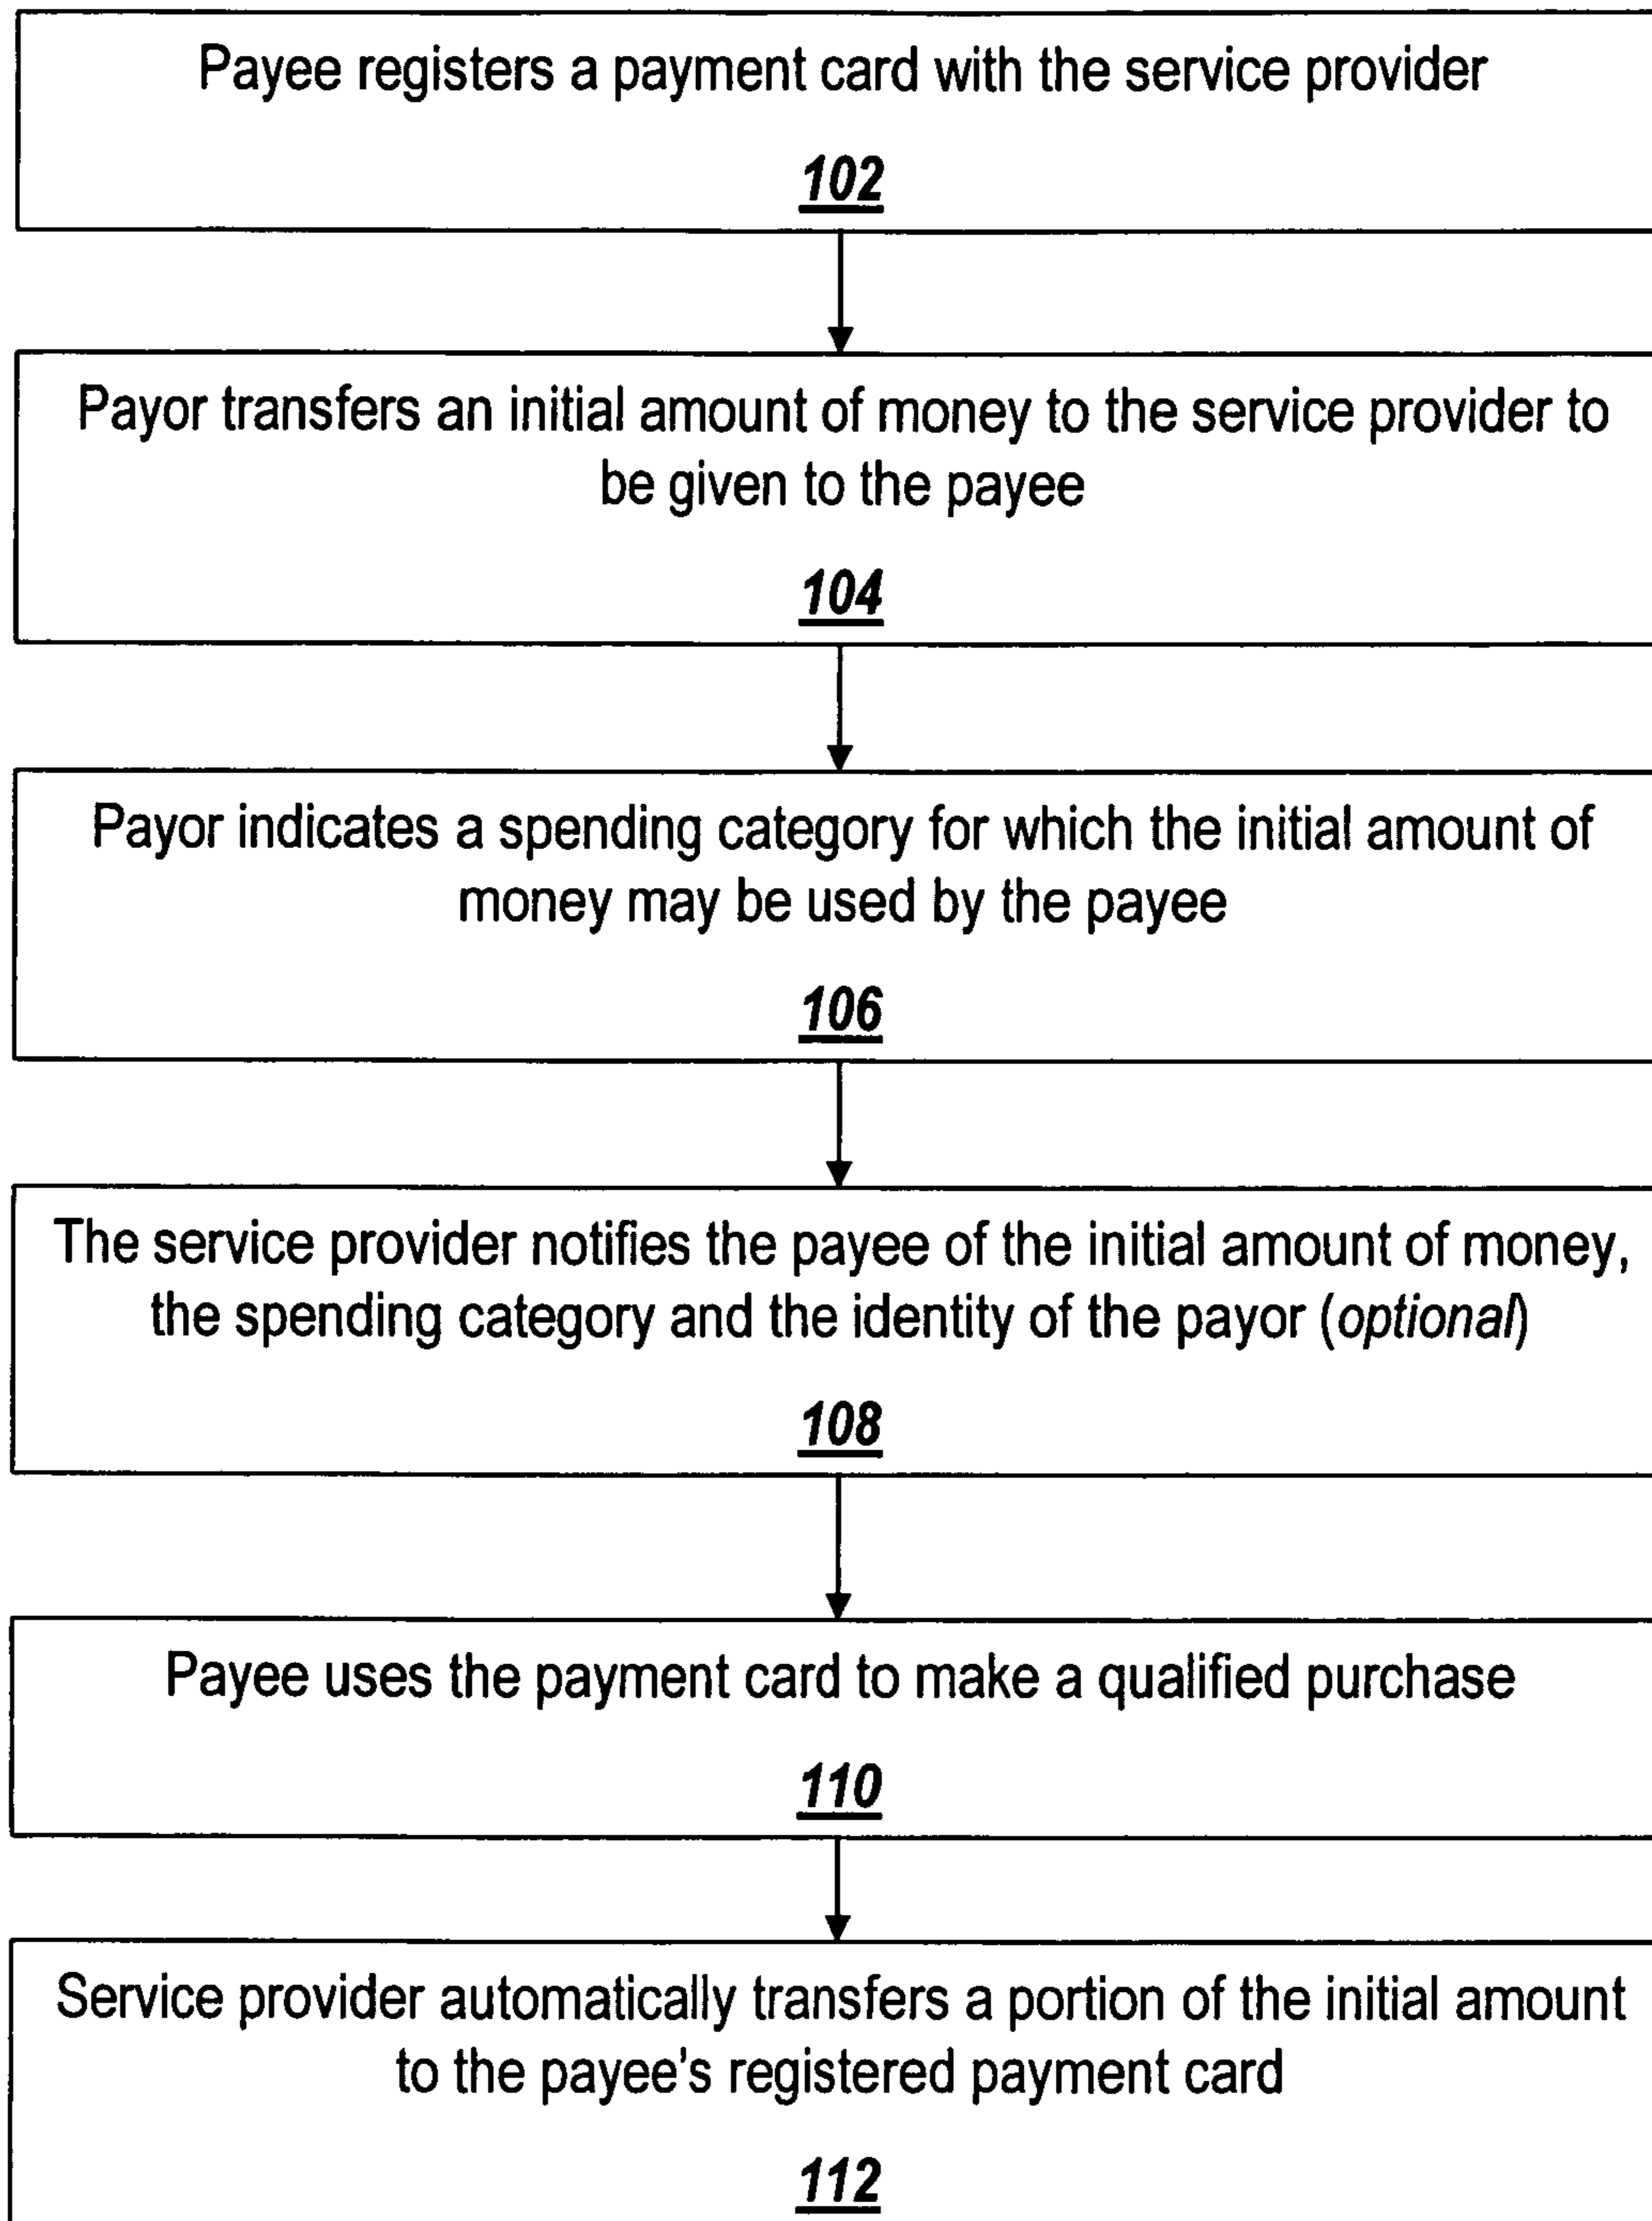 Payee registers a payment card with the service provider
102
Payor transfers an initial amount of money to the service provider to
be given to the payee
104
Payor indicates a spending category for which the initial amount of
money may be used by the payee
106
The service provider notifies the payee of the initial amount of money,
the spending category and the identity of the payor (optional)
108
Payee uses the payment card to make a qualified purchase
110
Service provider automatically transfers a portion of the initial amount
to the payee's registered payment card
112